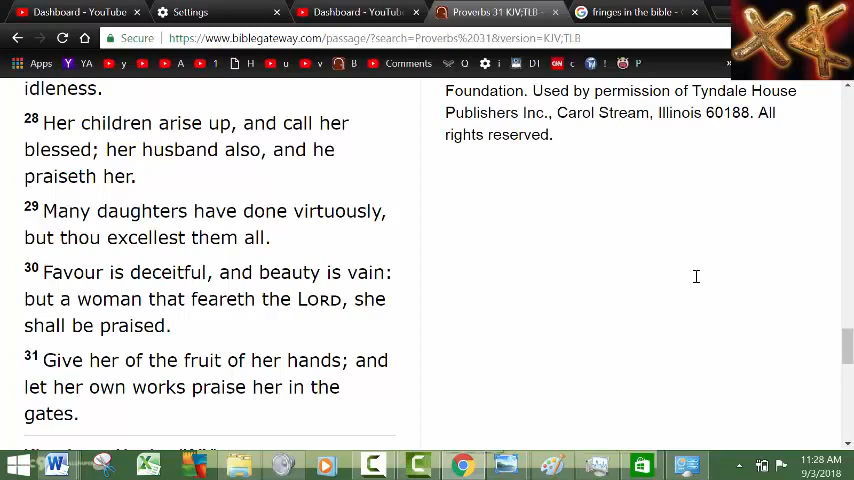 Dashboard - YouTube
Settings
Dashboard - YouTube
Proverbs 31 KJV;TLB -
fringes in the bible -
Secure
https://www.biblegateway.com/passage/?search=Proverbs%2031&version=KJV;TLB
Apps YA y y A 1 H u v B Comments Q i DT c P
idleness.
28 Her children arise up, and call her
blessed; her husband also, and he
praiseth her.
29 Many daughters have done virtuously,
but thou excellest them all.
30 Favour is deceitful, and beauty is vain:
but a woman that feareth the LORD, she
shall be praised.
31 Give her of the fruit of her hands; and
let her own works praise her in the
gates.
Foundation. Used by permission of Tyndale House
Publishers Inc., Carol Stream, Illinois 60188. All
rights reserved.
11:28 AM
9/3/2018